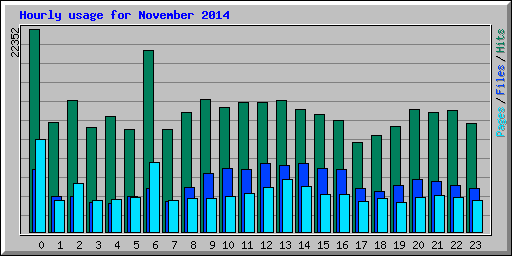 Hourly usage for November 2014
22352
Pages / Files / Hits
0 1 2 3 4 5 6 7 8 9 10 11 12 13 14 15 16 17 18 19 20 21 22 23